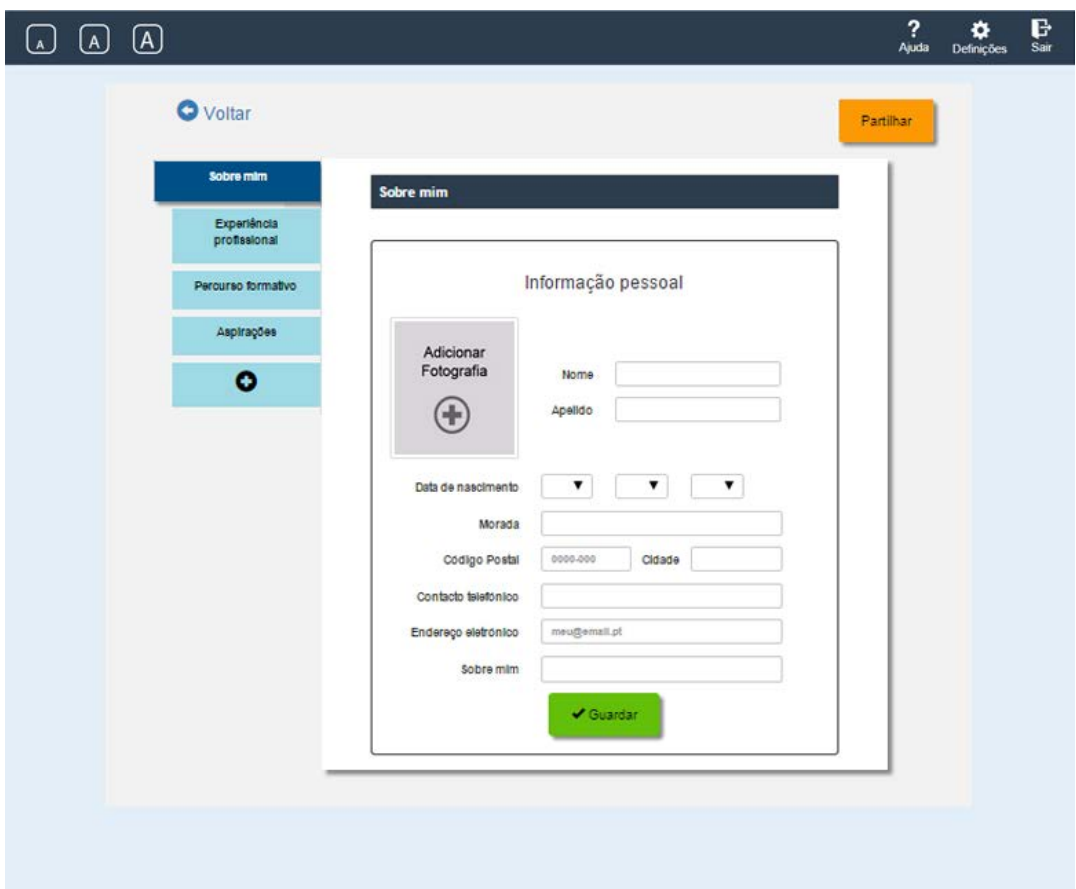 A A A
? Ajuda Definições Sair
Voltar
Partilhar
Sobre mim
Experiência
profissional
Percurso formativo
Aspirações
Sobre mim
Informação pessoal
Adicionar
Fotografia
Nome
Apelido
Data de nascimento
Morada
Código Postal 0000-000 Cidade
Contacto telefónico
Endereço eletrónico meu@email.pt
Sobre mim
Guardar